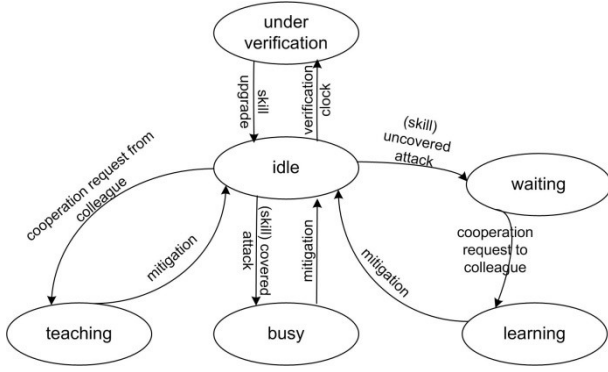 under
verification
skill
upgrade
verification
clock
(skill)
uncovered
attack
idle
waiting
cooperation request from
colleague
mitigation
(skill) covered
attack
mitigation
mitigation
cooperation
request to
colleague
teaching
busy
learning